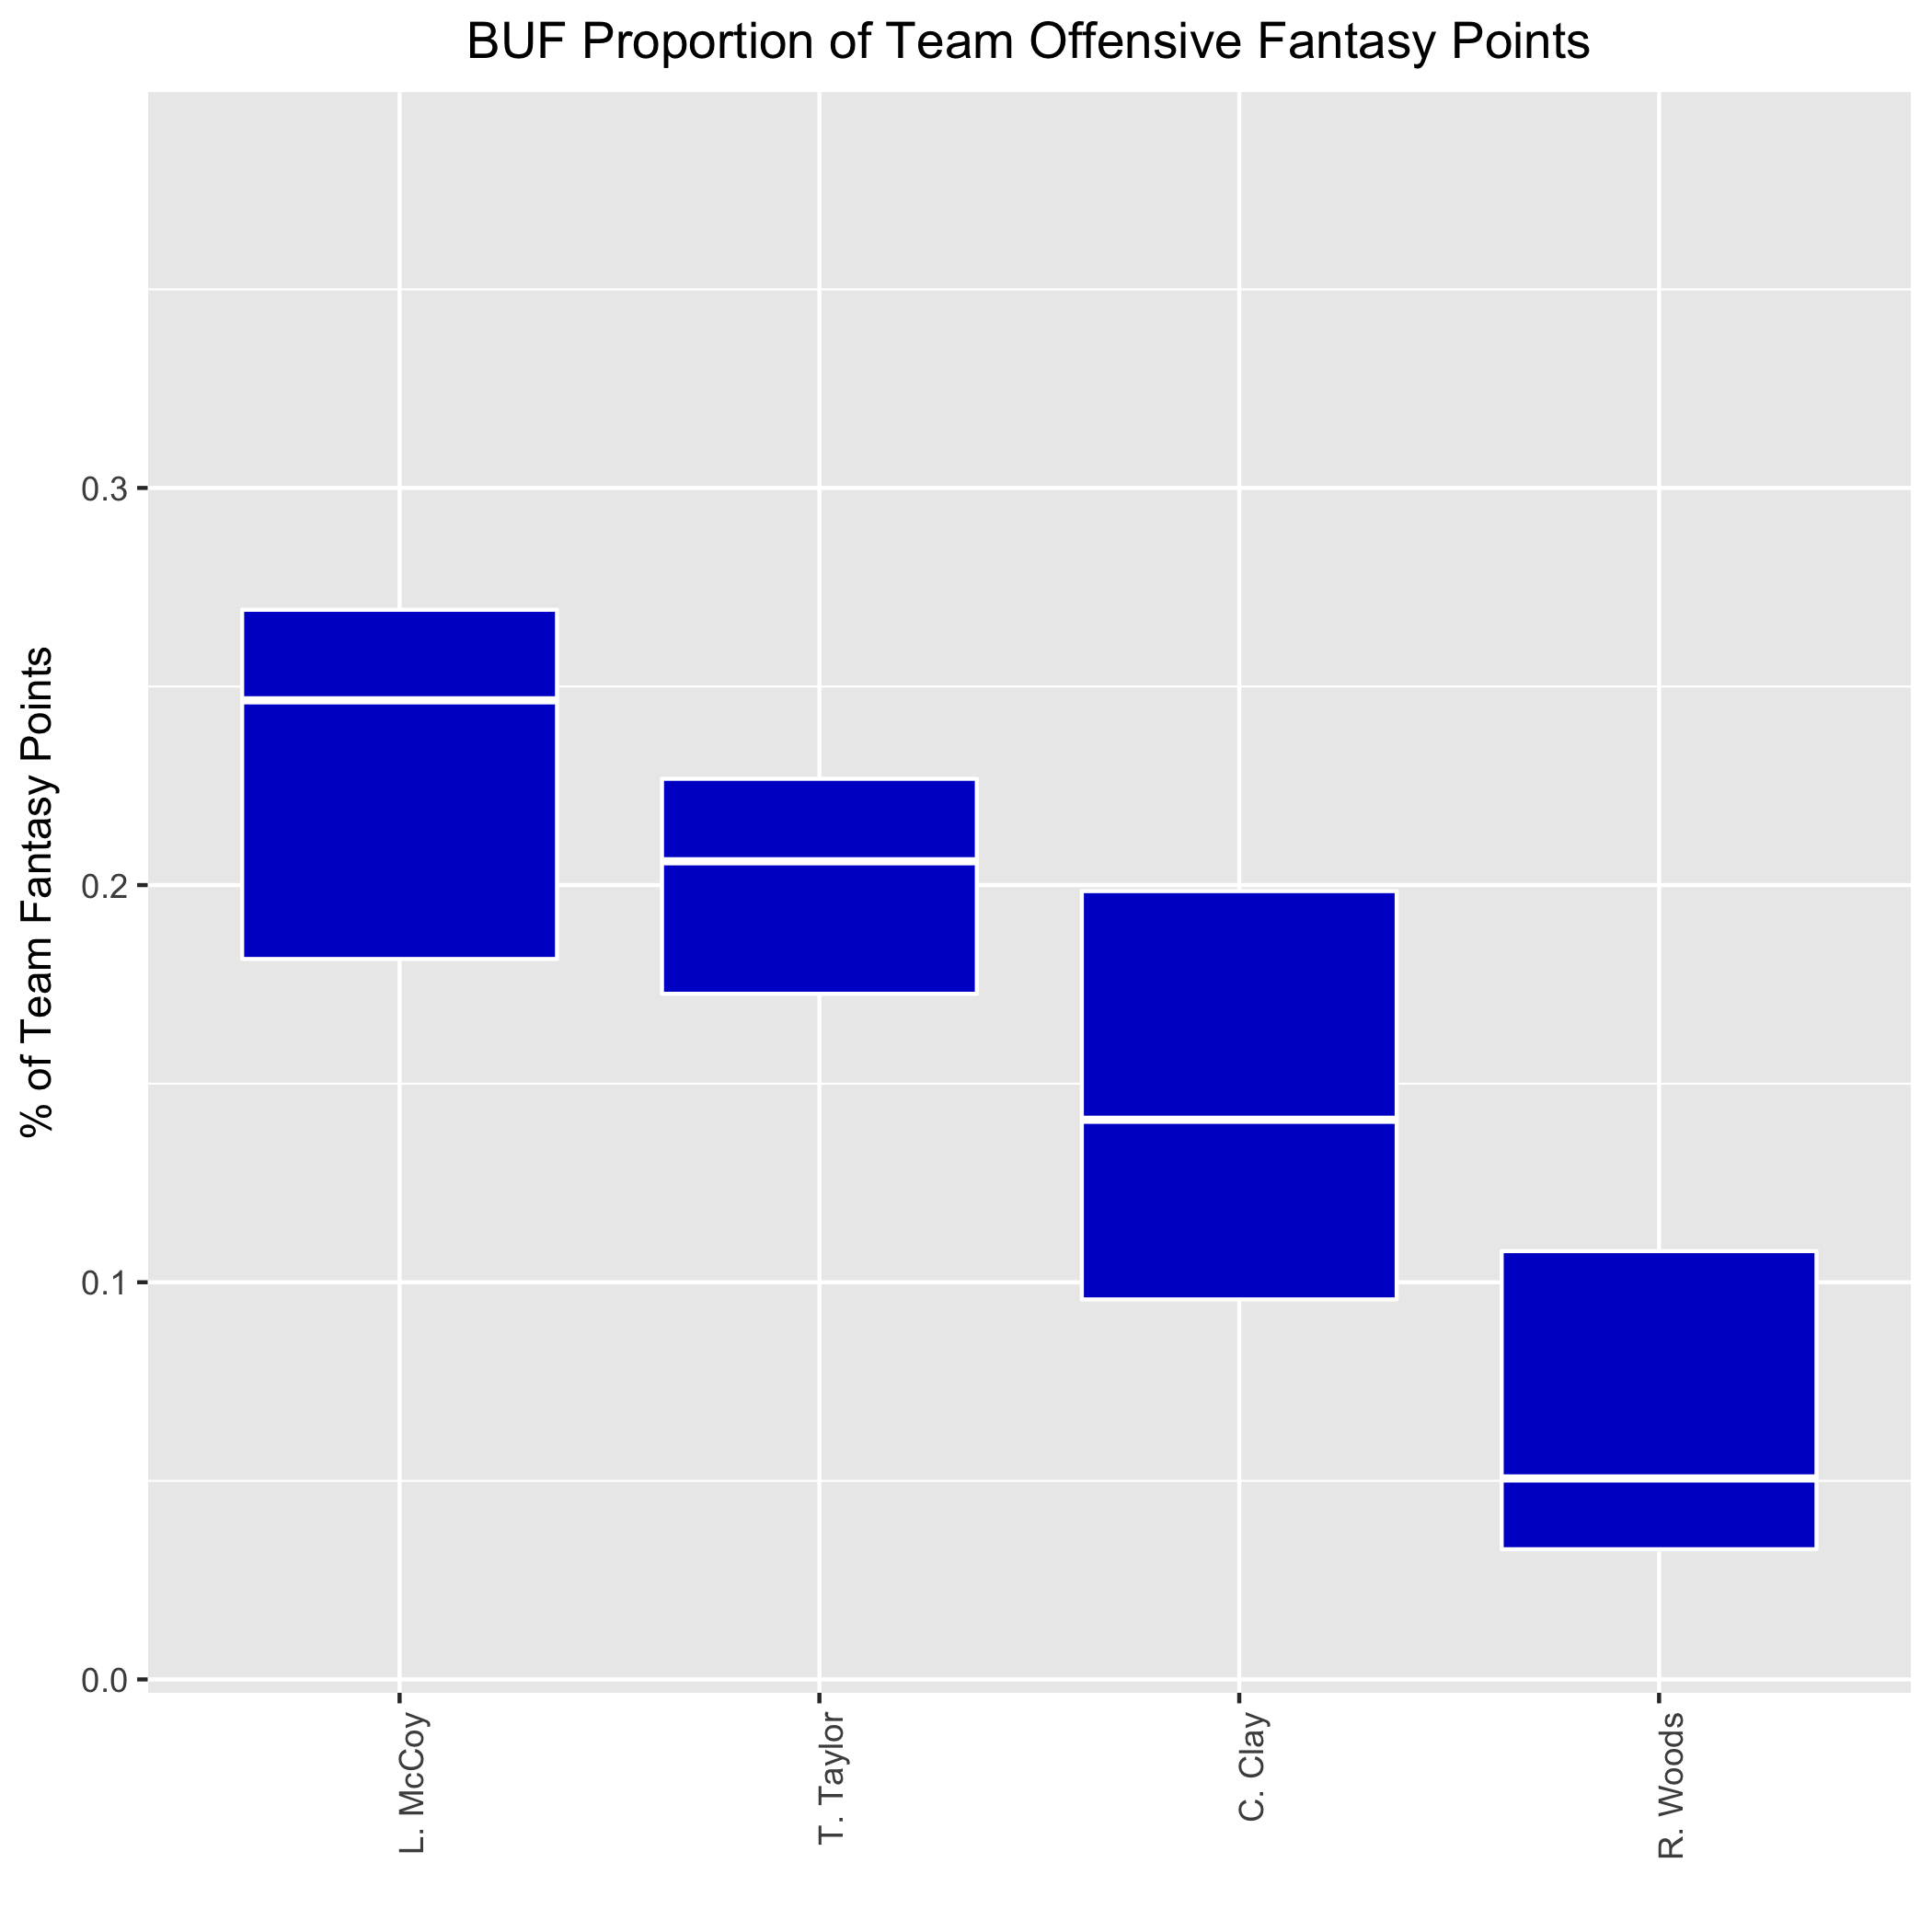 BUF Proportion of Team Offensive Fantasy Points
% of Team Fantasy Points
0.3
0.2
0.1
0.0
L. McCoy
T. Taylor
C. Clay
R. Woods